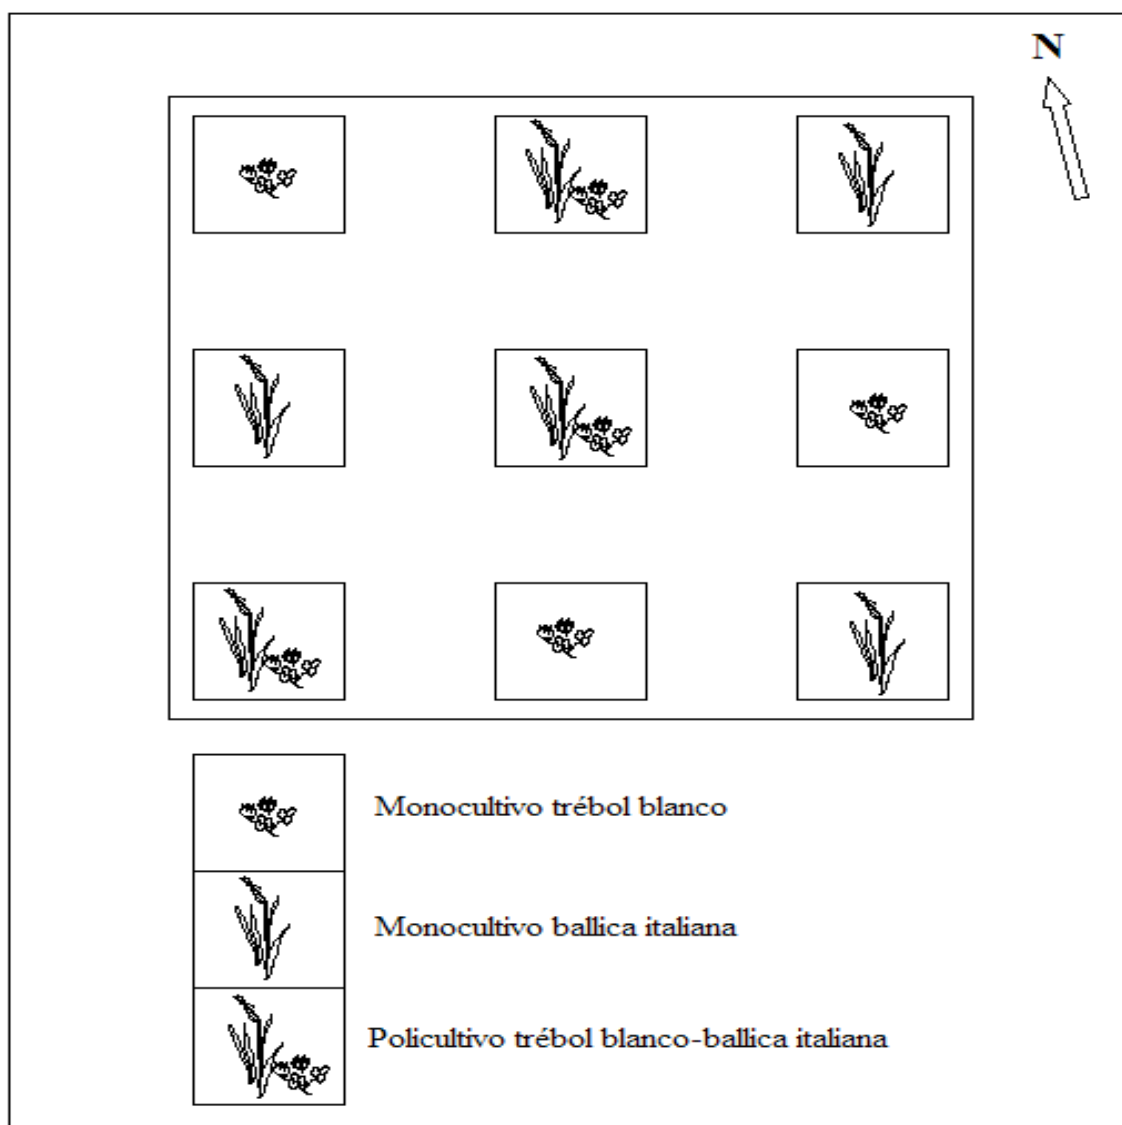 N
Monocultivo trébol blanco
Monocultivo ballica italiana
Policultivo trébol blanco-ballica italiana